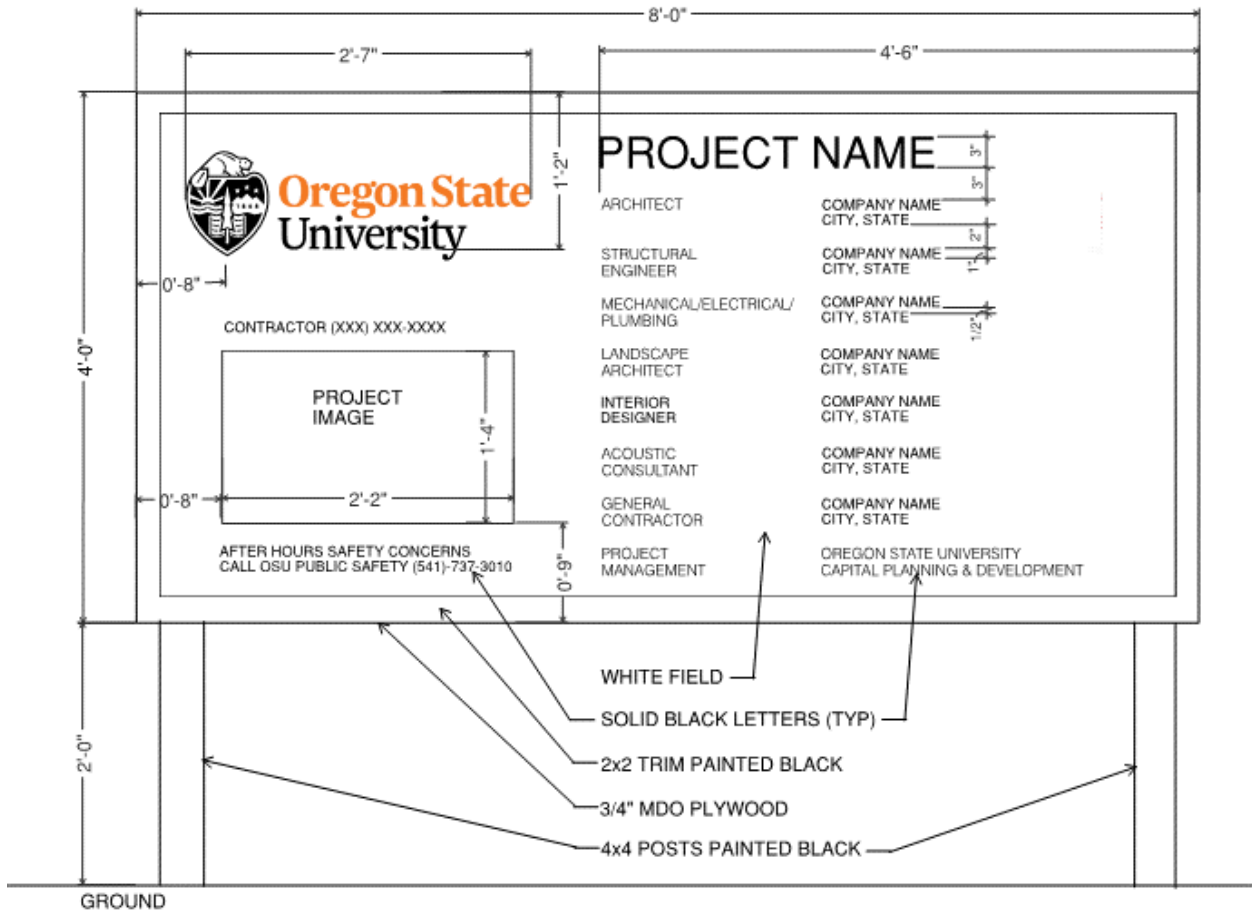 8'-0"
2'-7"
4'-6"
4'-0"
1'-2"
Oregon State
University
0'-8"
CONTRACTOR (XXX) XXX-XXXX
PROJECT
IMAGE
1'-4"
0'-8"
2'-2"
AFTER HOURS SAFETY CONCERNS
CALL OSU PUBLIC SAFETY (541)-737-3010
0'-9"
PROJECT NAME
3"
3"
ARCHITECT
COMPANY NAME
CITY, STATE
2"
STRUCTURAL
ENGINEER
COMPANY NAME
CITY, STATE
1"
MECHANICAL/ELECTRICAL/
PLUMBING
COMPANY NAME
CITY, STATE
1/2"
LANDSCAPE
ARCHITECT
COMPANY NAME
CITY, STATE
INTERIOR
DESIGNER
COMPANY NAME
CITY, STATE
ACOUSTIC
CONSULTANT
COMPANY NAME
CITY, STATE
GENERAL
CONTRACTOR
COMPANY NAME
CITY, STATE
PROJECT
MANAGEMENT
OREGON STATE UNIVERSITY
CAPITAL PLANNING & DEVELOPMENT
2'-0"
WHITE FIELD
SOLID BLACK LETTERS (TYP)
2x2 TRIM PAINTED BLACK
3/4" MDO PLYWOOD
4x4 POSTS PAINTED BLACK
GROUND